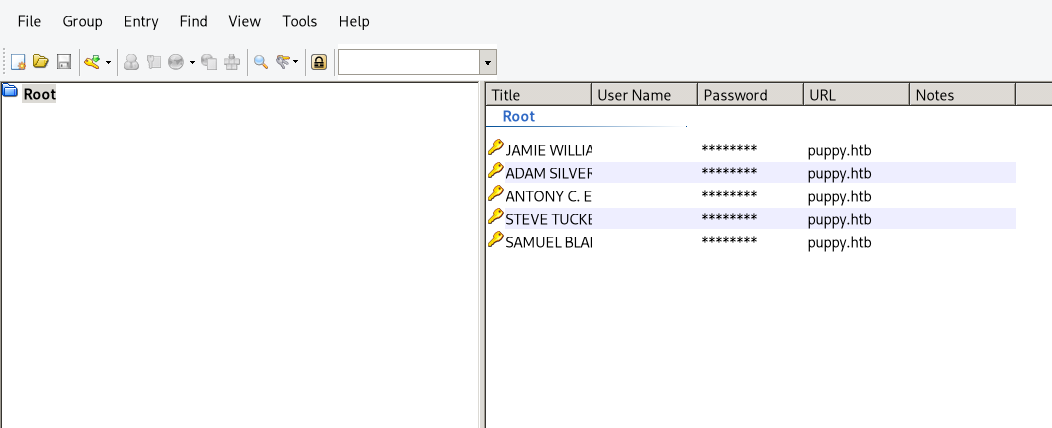 File Group Entry Find View Tools Help
Root
Title User Name Password URL Notes
Root
JAMIE WILLIA ******** puppy.htb
ADAM SILVER ******** puppy.htb
ANTONY C. E ******** puppy.htb
STEVE TUCKE ******** puppy.htb
SAMUEL BLAI ******** puppy.htb